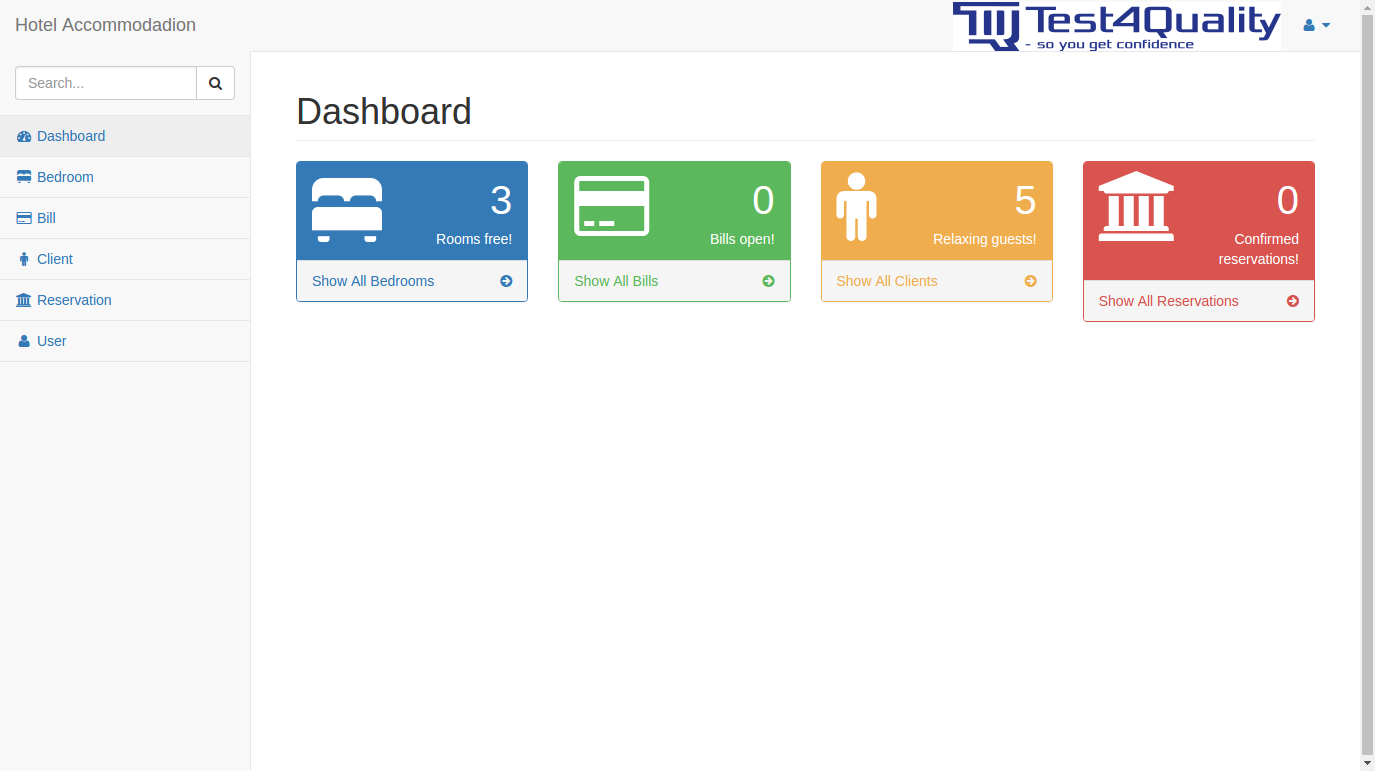 Hotel Accommodadion
Test4Quality
- so you get confidence
Search...
Dashboard
Bedroom
Bill
Client
Reservation
User
Dashboard
3
Rooms free!
Show All Bedrooms
0
Bills open!
Show All Bills
5
Relaxing guests!
Show All Clients
0
Confirmed
reservations!
Show All Reservations